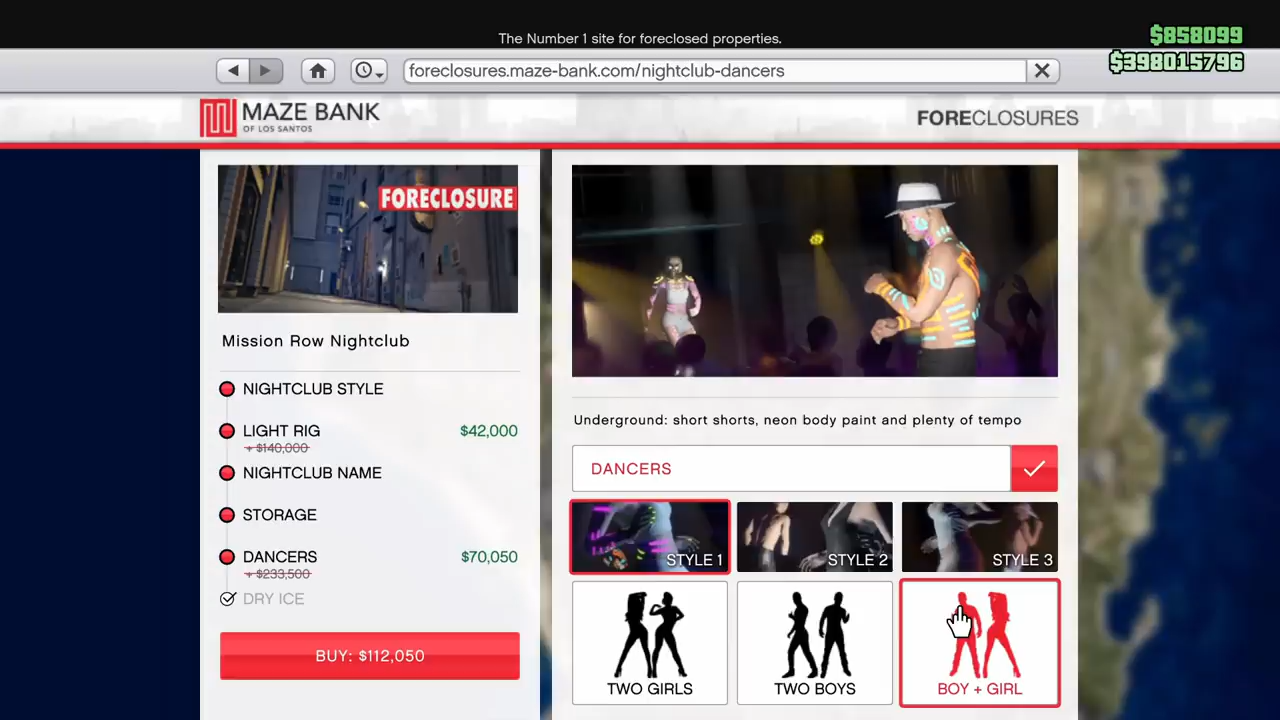 The Number 1 site for foreclosed properties.
$858099
$398015796
foreclosures.maze-bank.com/nightclub-dancers
MAZE BANK
OF LOS SANTOS
FORECLOSURES
FORECLOSURE
Mission Row Nightclub
NIGHTCLUB STYLE
LIGHT RIG $42,000
+ $140,000
NIGHTCLUB NAME
STORAGE
DANCERS $70,050
+ $233,500
DRY ICE
BUY: $112,050
Underground: short shorts, neon body paint and plenty of tempo
DANCERS
STYLE 1 STYLE 2 STYLE 3
TWO GIRLS TWO BOYS BOY + GIRL